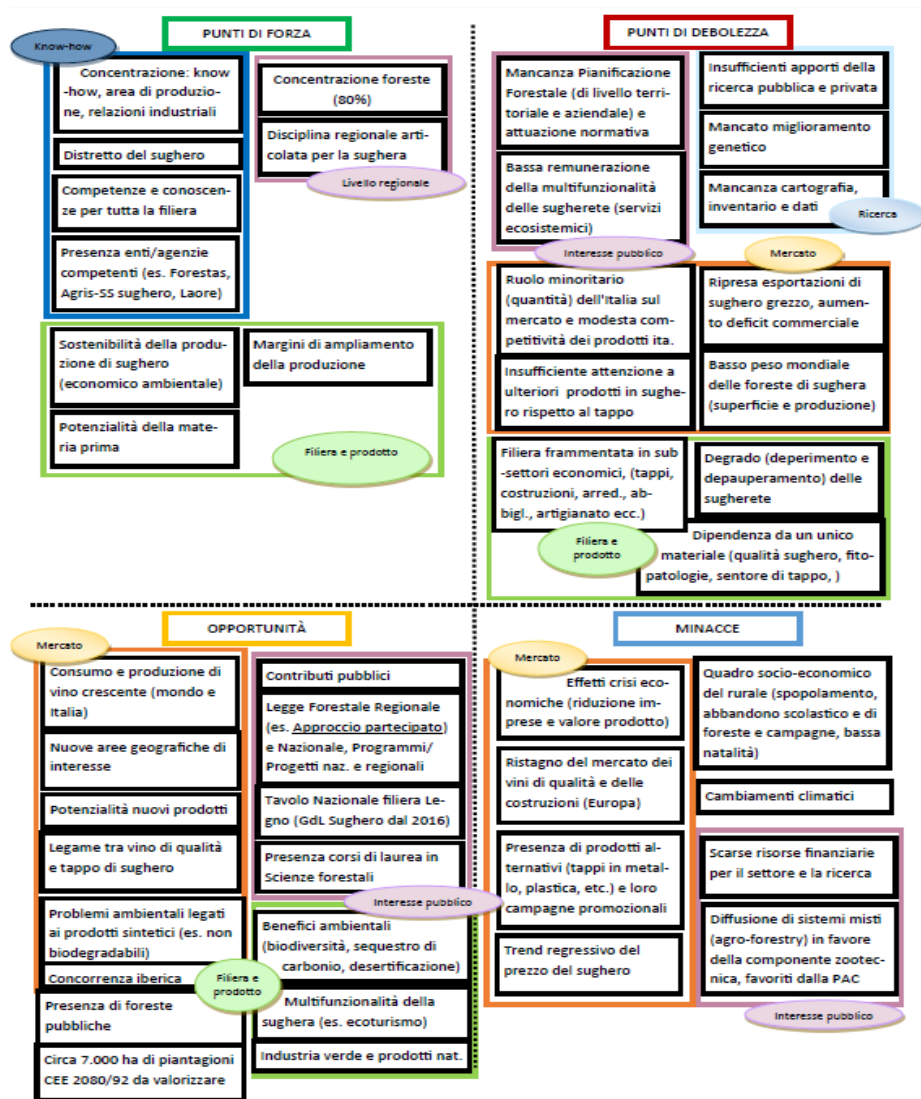 PUNTI DI FORZA
Know-how
Concentrazione: know
-how, area di produzio-
ne, relazioni industriali
Distretto del sughero
Competenze e conoscen-
ze per tutta la filiera
Presenza enti/agenzie
competenti (es. Forestas,
Agris-SS sughero, Laore)
Concentrazione foreste
(80%)
Disciplina regionale arti-
colata per la sughera
Livello regionale
Sostenibilità della produ-
zione di sughero
(economico ambientale)
Potenzialità della mate-
ria prima
Margini di ampliamento
della produzione
Filiera e prodotto
PUNTI DI DEBOLEZZA
Mancanza Pianificazione
Forestale (di livello terri-
toriale e aziendale) e
attuazione normativa
Bassa remunerazione
della multifunzionalità
delle sugherete (servizi
ecosistemici)
Interesse pubblico
Insufficienti apporti della
ricerca pubblica e privata
Mancato miglioramento
genetico
Mancanza cartografia,
inventario e dati
Ricerca
Mercato
Ruolo minoritario
(quantità) dell'Italia sul
mercato e modesta com-
petitività dei prodotti ita.
Insufficiente attenzione a
ulteriori prodotti in sughe-
ro rispetto al tappo
Ripresa esportazioni di
sughero grezzo, aumen-
to deficit commerciale
Basso peso mondiale
delle foreste di sughera
(superficie e produzione)
Filiera frammentata in sub
-settori economici, (tappi,
costruzioni, arred., ab-
bigl., artigianato ecc.)
Degrado (deperimento e
depauperamento) delle
sugherete
Filiera e
prodotto
Dipendenza da un unico
materiale (qualità sughero, fito-
patologie, sentore di tappo, )
OPPORTUNITÀ
Mercato
Consumo e produzione di
vino crescente (mondo e
Italia)
Nuove aree geografiche di
interesse
Potenzialità nuovi prodotti
Legame tra vino di qualità
e tappo di sughero
Problemi ambientali legati
ai prodotti sintetici (es. non
biodegradabili)
Concorrenza iberica
Presenza di foreste
pubbliche
Circa 7.000 ha di piantagioni
CEE 2080/92 da valorizzare
Contributi pubblici
Legge Forestale Regionale
(es. Approccio partecipato)
e Nazionale, Programmi/
Progetti naz. e regionali
Tavolo Nazionale filiera Le-
gno (GdL Sughero dal 2016)
Presenza corsi di laurea in
Scienze forestali
Interesse pubblico
Benefici ambientali
(biodiversità, sequestro di
carbonio, desertificazione)
Filiera e
prodotto
Multifunzionalità della
sughera (es. ecoturismo)
Industria verde e prodotti nat.
MINACCE
Mercato
Effetti crisi eco-
nomiche (riduzione im-
prese e valore prodotto)
Ristagno del mercato dei
vini di qualità e delle
costruzioni (Europa)
Presenza di prodotti al-
ternativi (tappi in metal-
lo, plastica, etc.) e loro
campagne promozionali
Trend regressivo del
prezzo del sughero
Quadro socio-economico
del rurale (spopolamento,
abbandono scolastico e di
foreste e campagne, bassa
natalità)
Cambiamenti climatici
Scarse risorse finanziarie
per il settore e la ricerca
Diffusione di sistemi misti
(agro-forestry) in favore
della componente zootec-
nica, favoriti dalla PAC
Interesse pubblico